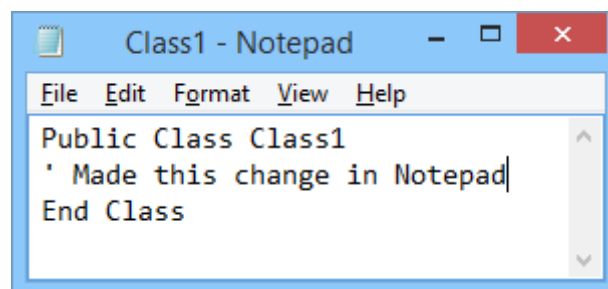 Class1 - Notepad
File Edit Format View Help
Public Class Class1
' Made this change in Notepad
End Class